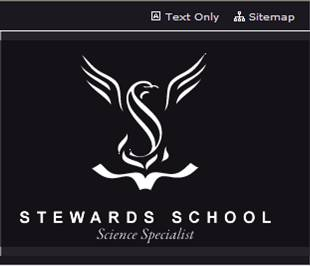 Text Only Sitemap
STEWARDS SCHOOL
Science Specialist